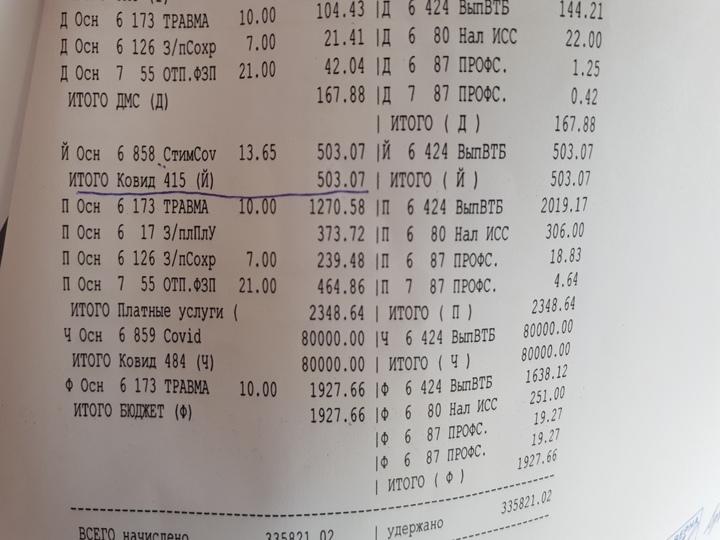 Д Осн 6 173 ТРАВМА 10.00 104.43 |Д 6 424 ВыпВТБ 144.21
Д Осн 6 126 З/пСохр 7.00 21.41 |Д 6 80 Нал ИСС 22.00
Д Осн 7 55 ОТП.ФЗП 21.00 42.04 |Д 6 87 ПРОФС. 1.25
ИТОГО ДМС (Д) 167.88 |Д 7 87 ПРОФС. 0.42
| ИТОГО ( Д ) 167.88
Й Осн 6 858 СтимCov 13.65 503.07 |Й 6 424 ВыпВТБ 503.07
ИТОГО Ковид 415 (Й) 503.07 | ИТОГО ( Й ) 503.07
П Осн 6 173 ТРАВМА 10.00 1270.58 |П 6 424 ВыпВТБ 2019.17
П Осн 6 17 З/плПлУ 373.72 |П 6 80 Нал ИСС 306.00
П Осн 6 126 З/пСохр 7.00 239.48 |П 6 87 ПРОФС. 18.83
П Осн 7 55 ОТП.ФЗП 21.00 464.86 |П 7 87 ПРОФС. 4.64
ИТОГО Платные услуги ( 2348.64 | ИТОГО ( П ) 2348.64
Ч Осн 6 859 Covid 80000.00 |Ч 6 424 ВыпВТБ 80000.00
ИТОГО Ковид 484 (Ч) 80000.00 | ИТОГО ( Ч ) 80000.00
Ф Осн 6 173 ТРАВМА 10.00 1927.66 |Ф 6 424 ВыпВТБ 1638.12
ИТОГО БЮДЖЕТ (Ф) 1927.66 |Ф 6 80 Нал ИСС 251.00
|Ф 6 87 ПРОФС. 19.27
|Ф 6 87 ПРОФС. 19.27
| ИТОГО ( Ф ) 1927.66
ВСЕГО начислено 335821.02 | удержано 335821.02